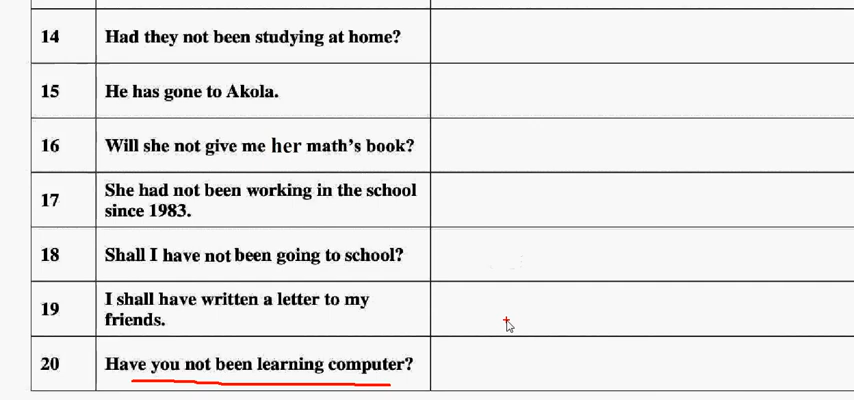 14 Had they not been studying at home?
15 He has gone to Akola.
16 Will she not give me her math's book?
17 She had not been working in the school
since 1983.
18 Shall I have not been going to school?
19 I shall have written a letter to my
friends.
20 Have you not been learning computer?